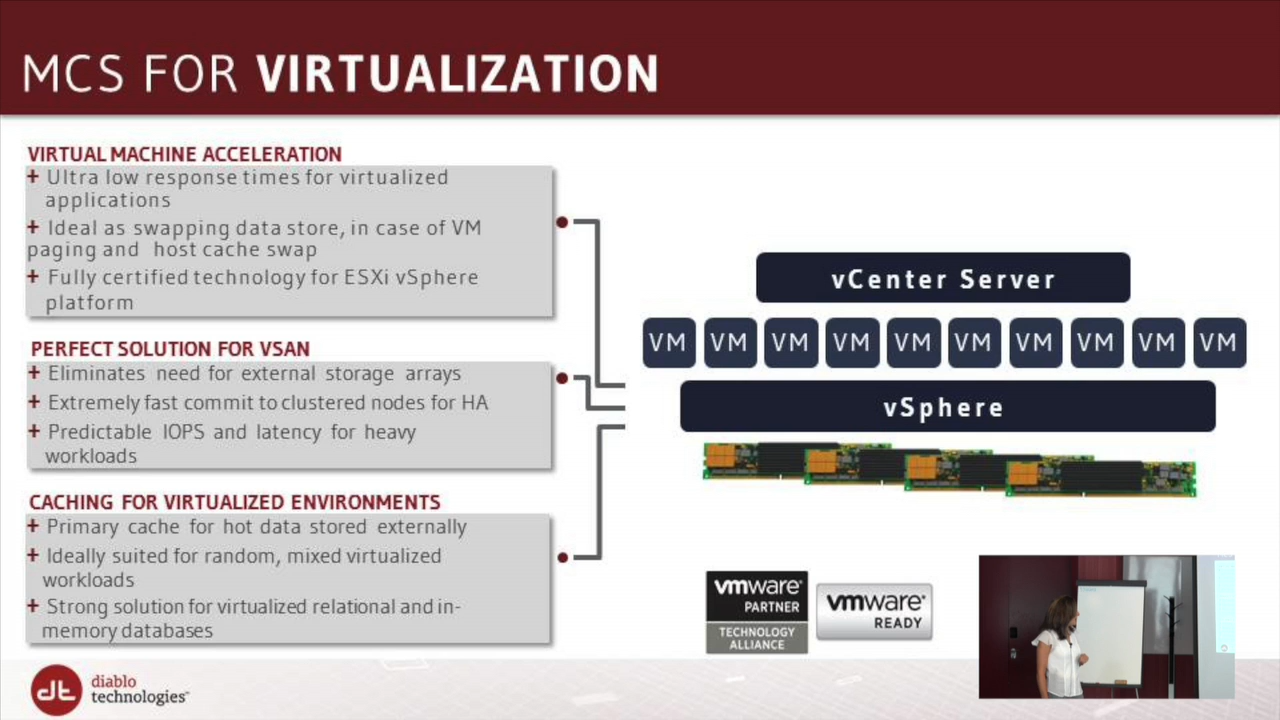 MCS FOR VIRTUALIZATION
VIRTUAL MACHINE ACCELERATION
+ Ultra low response times for virtualized
applications
+ Ideal as swapping data store, in case of VM
paging and host cache swap
+ Fully certified technology for ESXi vSphere
platform
PERFECT SOLUTION FOR VSAN
+ Eliminates need for external storage arrays
+ Extremely fast commit to clustered nodes for HA
+ Predictable IOPS and latency for heavy
workloads
CACHING FOR VIRTUALIZED ENVIRONMENTS
+ Primary cache for hot data stored externally
+ Ideally suited for random, mixed virtualized
workloads
+ Strong solution for virtualized relational and in-
memory databases
vCenter Server
VM VM VM VM VM VM VM VM VM VM
vSphere
vmware®
PARTNER
TECHNOLOGY
ALLIANCE
vmware®
READY
dt
diablo
technologies™